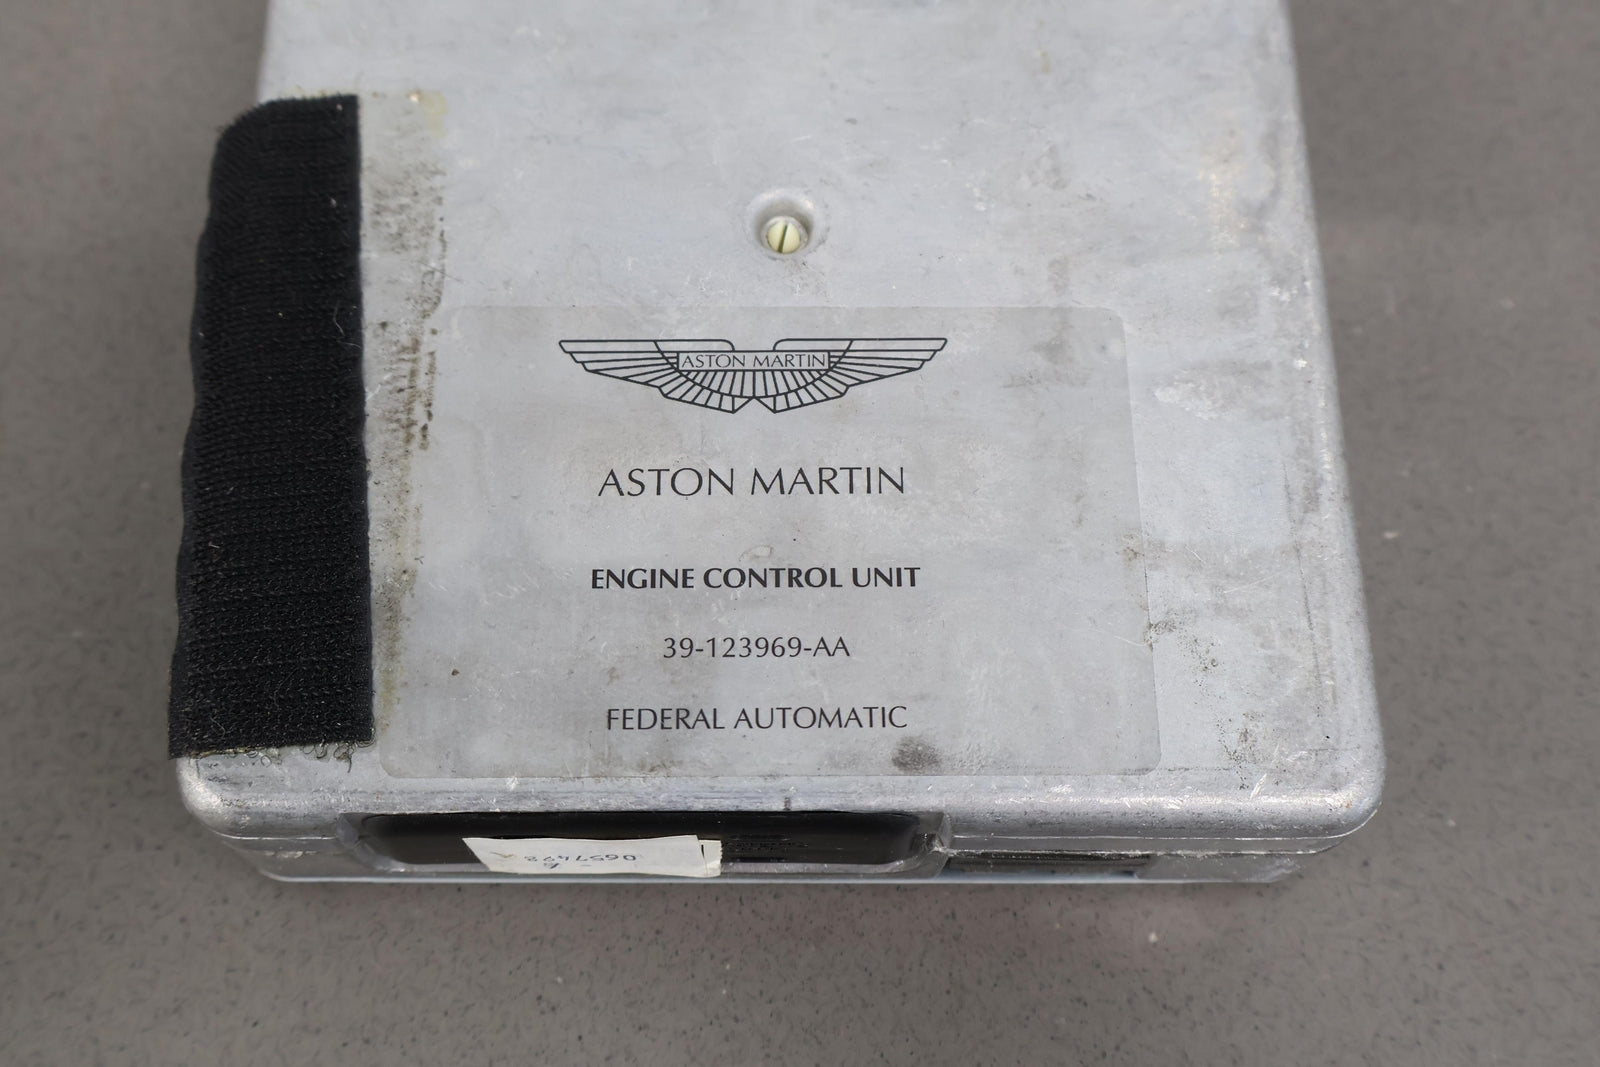 ASTON MARTIN
ASTON MARTIN
ENGINE CONTROL UNIT
39-123969-AA
FEDERAL AUTOMATIC